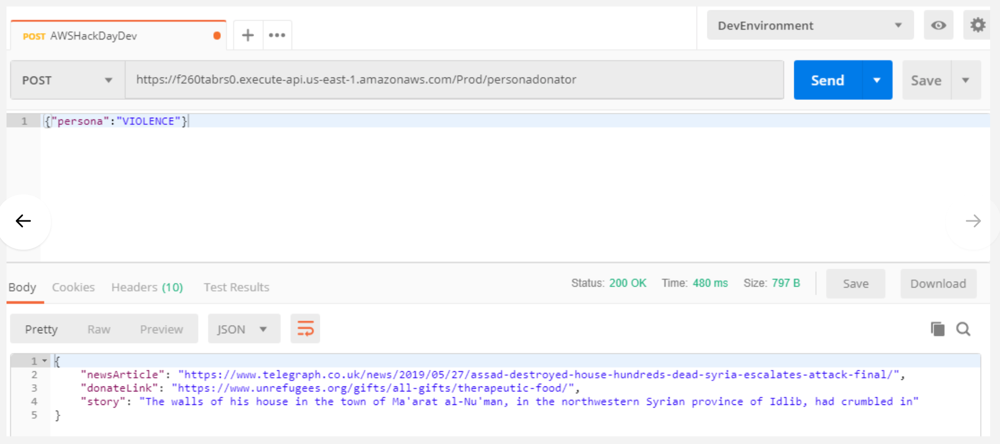 POST AWSHackDayDev
DevEnvironment
POST
https://f260tabrs0.execute-api.us-east-1.amazonaws.com/Prod/personadonator
Send
Save
1 {"persona":"VIOLENCE"}
Body Cookies Headers (10) Test Results
Status: 200 OK Time: 480 ms Size: 797 B
Save
Download
Pretty Raw Preview JSON
1 {
2 "newsArticle": "https://www.telegraph.co.uk/news/2019/05/27/assad-destroyed-house-hundreds-dead-syria-escalates-attack-final/",
3 "donateLink": "https://www.unrefugees.org/gifts/all-gifts/therapeutic-food/",
4 "story": "The walls of his house in the town of Ma'arat al-Nu'man, in the northwestern Syrian province of Idlib, had crumbled in"
5 }